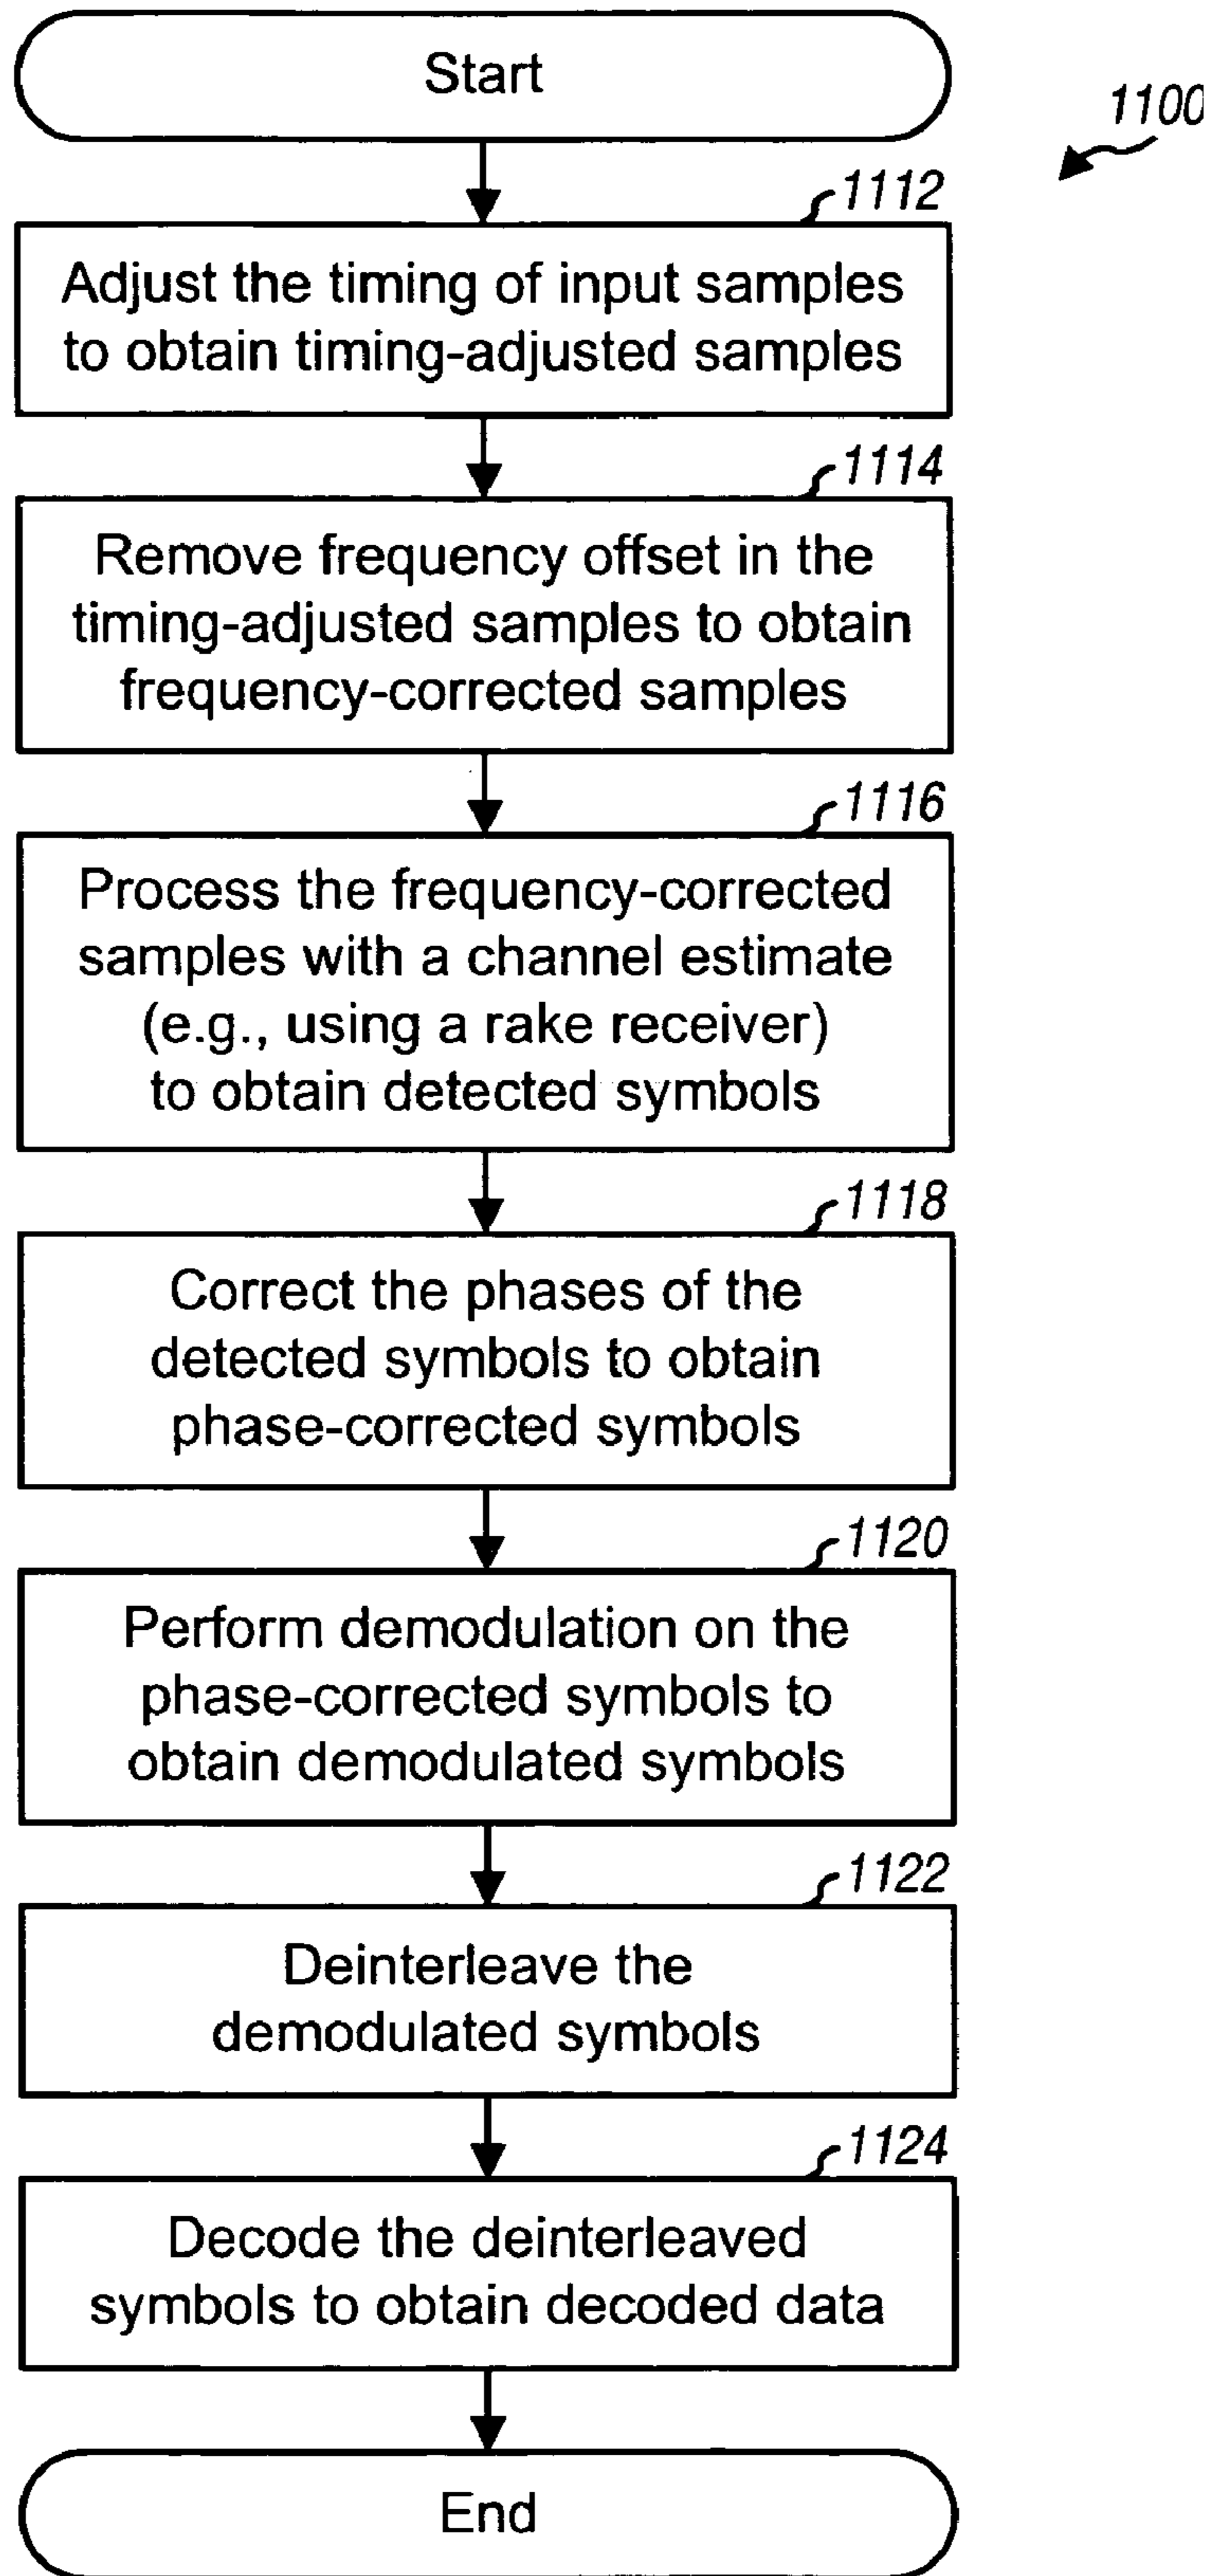 Start
1100
1112
Adjust the timing of input samples
to obtain timing-adjusted samples
1114
Remove frequency offset in the
timing-adjusted samples to obtain
frequency-corrected samples
1116
Process the frequency-corrected
samples with a channel estimate
(e.g., using a rake receiver)
to obtain detected symbols
1118
Correct the phases of the
detected symbols to obtain
phase-corrected symbols
1120
Perform demodulation on the
phase-corrected symbols to
obtain demodulated symbols
1122
Deinterleave the
demodulated symbols
1124
Decode the deinterleaved
symbols to obtain decoded data
End